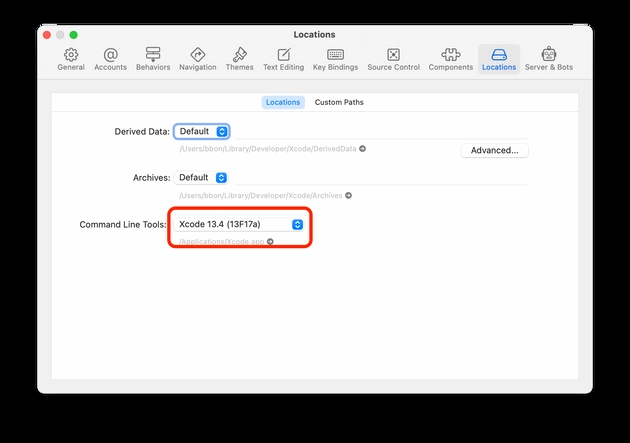 Locations
General Accounts Behaviors Navigation Themes Text Editing Key Bindings Source Control Components Locations Server & Bots
Locations Custom Paths
Derived Data: Default
/Users/bbon/Library/Developer/Xcode/DerivedData
Advanced...
Archives: Default
/Users/bbon/Library/Developer/Xcode/Archives
Command Line Tools: Xcode 13.4 (13F17a)
/Applications/Xcode.app